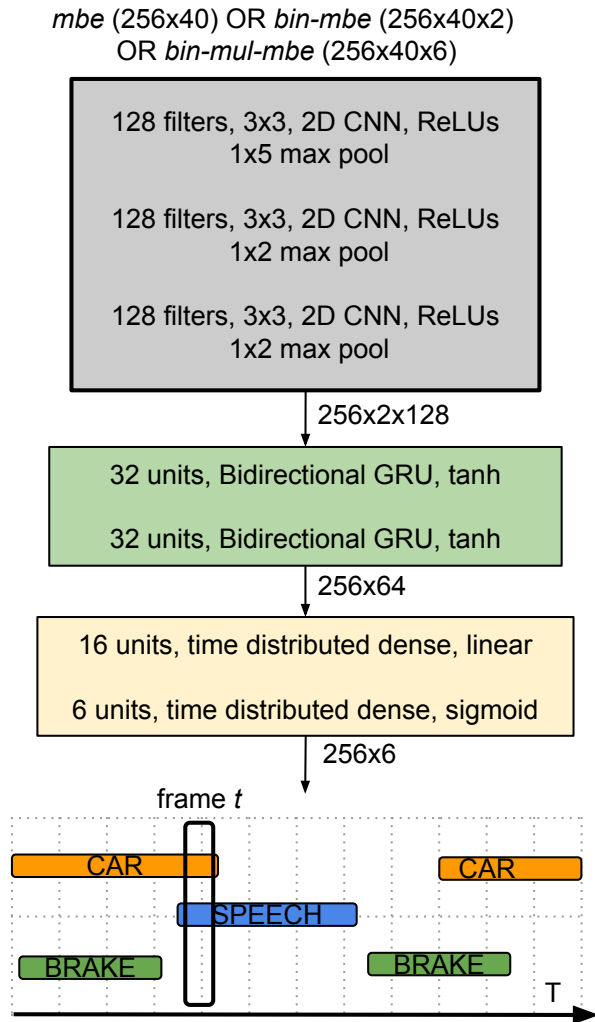 mbe (256x40) OR bin-mbe (256x40x2)
OR bin-mul-mbe (256x40x6)
128 filters, 3x3, 2D CNN, ReLUs
1x5 max pool
128 filters, 3x3, 2D CNN, ReLUs
1x2 max pool
128 filters, 3x3, 2D CNN, ReLUs
1x2 max pool
256x2x128
32 units, Bidirectional GRU, tanh
32 units, Bidirectional GRU, tanh
256x64
16 units, time distributed dense, linear
6 units, time distributed dense, sigmoid
256x6
frame t
CAR CAR
SPEECH
BRAKE BRAKE
T